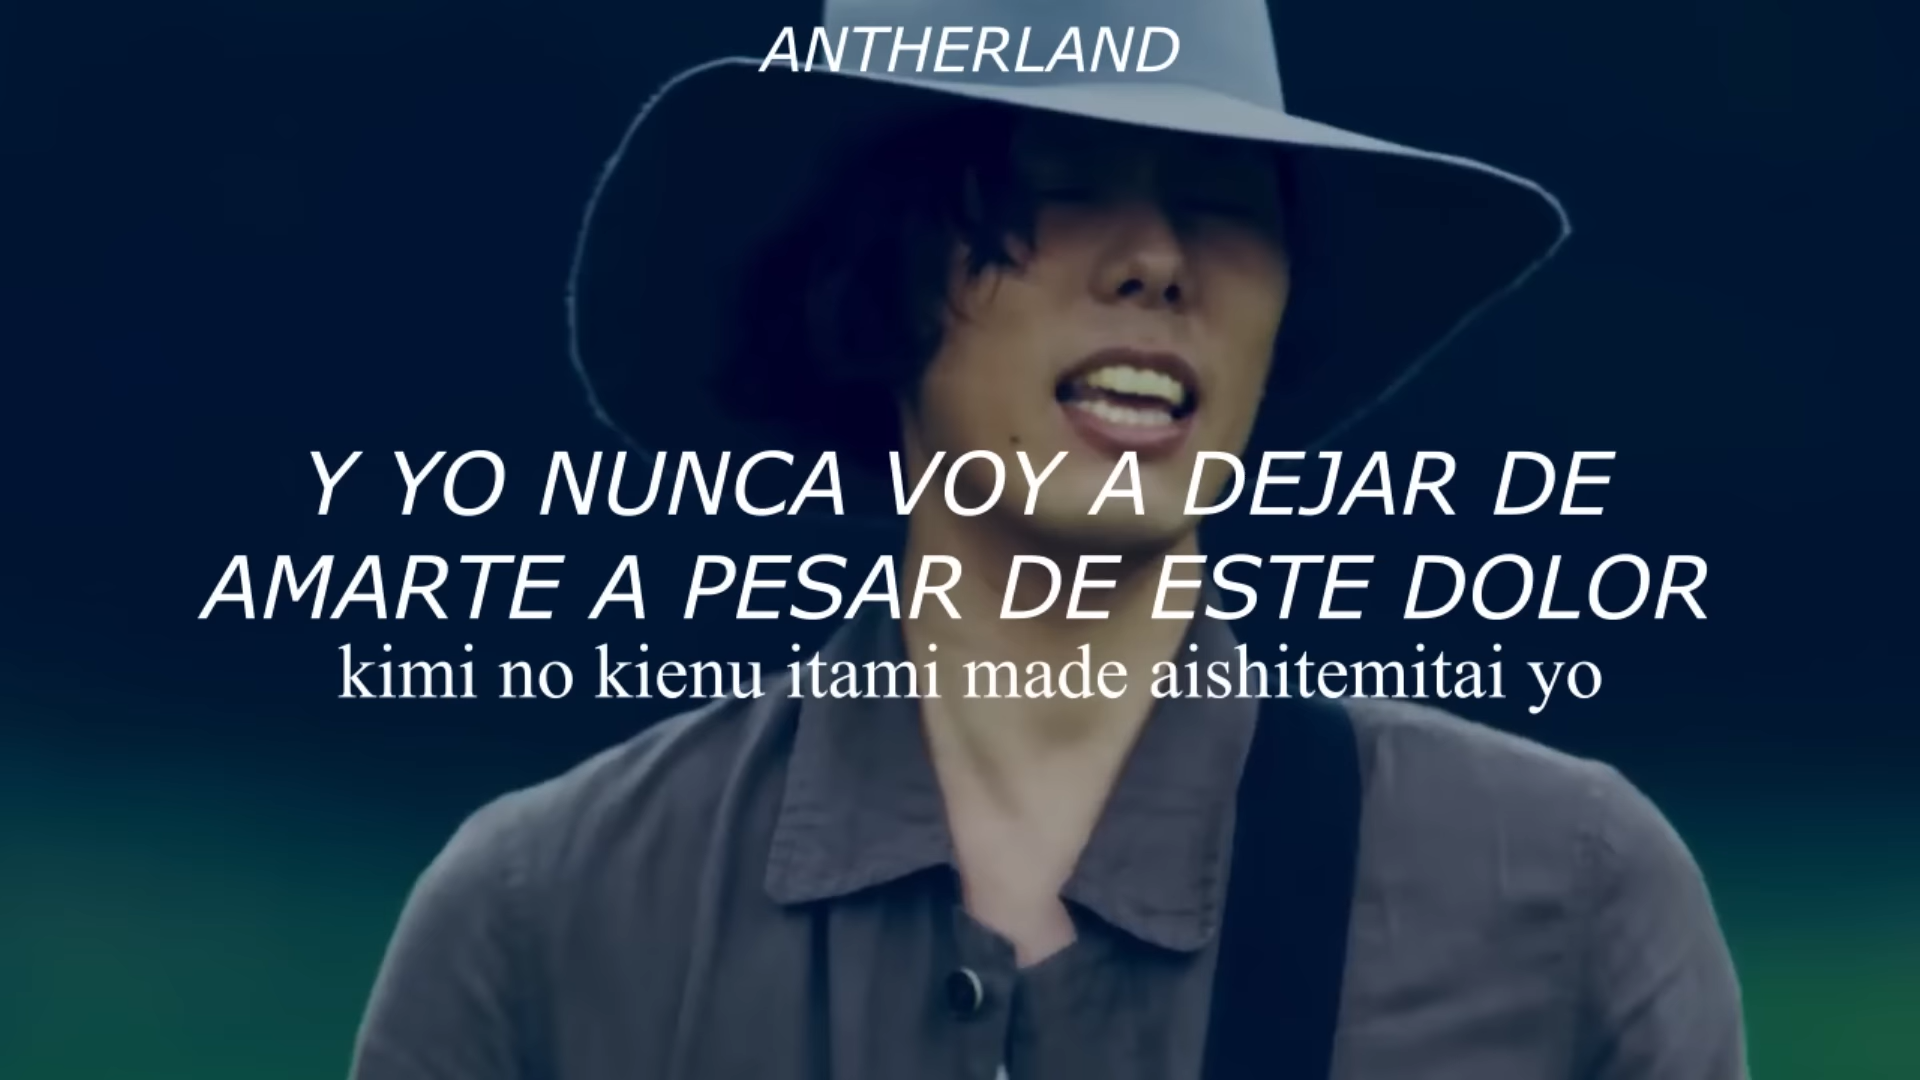 ANTHERLAND
Y YO NUNCA VOY A DEJAR DE
AMARTE A PESAR DE ESTE DOLOR
kimi no kienu itami made aishitemitai yo